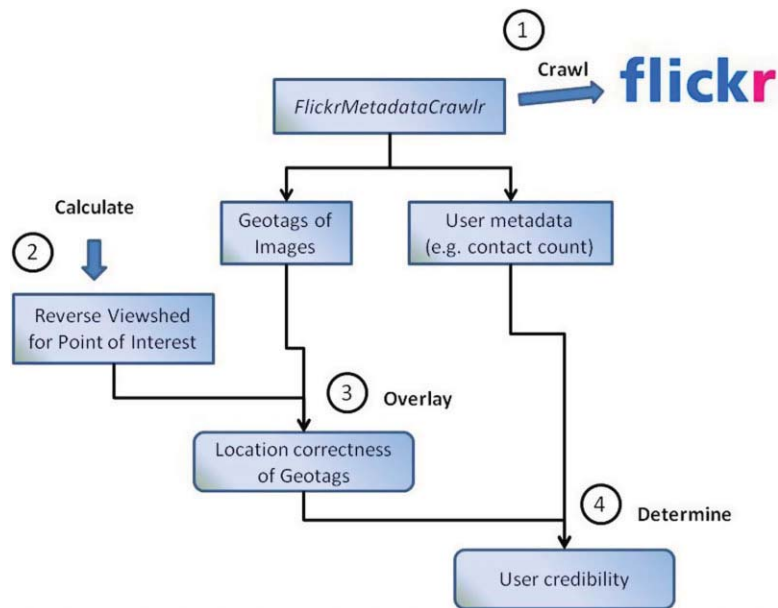 1
Crawl
flickr
FlickrMetadataCrawlr
Calculate
2
Geotags of
Images
User metadata
(e.g. contact count)
Reverse Viewshed
for Point of Interest
3
Overlay
Location correctness
of Geotags
4
Determine
User credibility